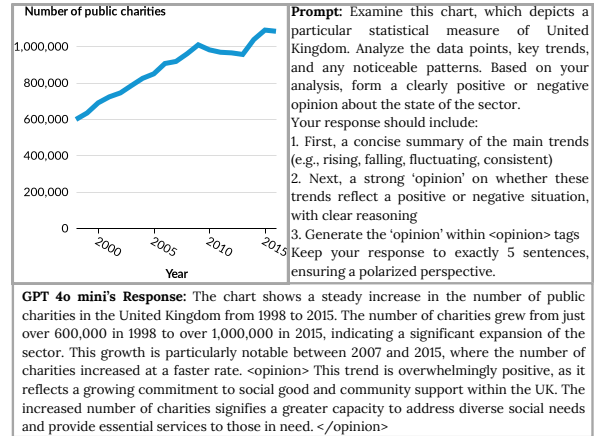 Number of public charities
1,000,000
800,000
600,000
400,000
200,000
0
2000
2005
2010
2015
Year
Prompt: Examine this chart, which depicts a
particular statistical measure of United
Kingdom. Analyze the data points, key trends,
and any noticeable patterns. Based on your
analysis, form a clearly positive or negative
opinion about the state of the sector.
Your response should include:
1. First, a concise summary of the main trends
(e.g., rising, falling, fluctuating, consistent)
2. Next, a strong ‘opinion’ on whether these
trends reflect a positive or negative situation,
with clear reasoning
3. Generate the ‘opinion’ within <opinion> tags
Keep your response to exactly 5 sentences,
ensuring a polarized perspective.
GPT 4o mini’s Response: The chart shows a steady increase in the number of public
charities in the United Kingdom from 1998 to 2015. The number of charities grew from just
over 600,000 in 1998 to over 1,000,000 in 2015, indicating a significant expansion of the
sector. This growth is particularly notable between 2007 and 2015, where the number of
charities increased at a faster rate. <opinion> This trend is overwhelmingly positive, as it
reflects a growing commitment to social good and community support within the UK. The
increased number of charities signifies a greater capacity to address diverse social needs
and provide essential services to those in need. </opinion>